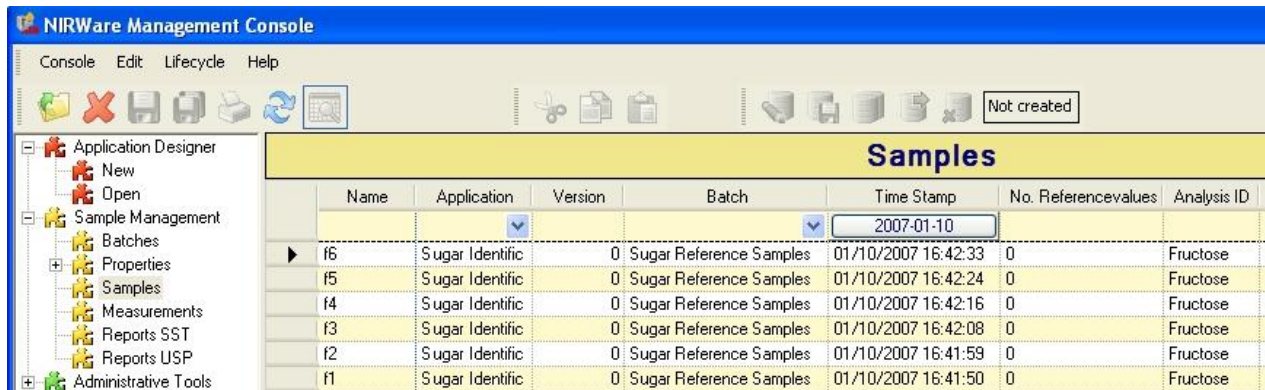 NIRWare Management Console
Console Edit Lifecycle Help
Not created
Application Designer
New
Open
Sample Management
Batches
Properties
Samples
Measurements
Reports SST
Reports USP
Administrative Tools
Samples
Name Application Version Batch Time Stamp No. Referencevalues Analysis ID
2007-01-10
f6 Sugar Identific 0 Sugar Reference Samples 01/10/2007 16:42:33 0 Fructose
f5 Sugar Identific 0 Sugar Reference Samples 01/10/2007 16:42:24 0 Fructose
f4 Sugar Identific 0 Sugar Reference Samples 01/10/2007 16:42:16 0 Fructose
f3 Sugar Identific 0 Sugar Reference Samples 01/10/2007 16:42:08 0 Fructose
f2 Sugar Identific 0 Sugar Reference Samples 01/10/2007 16:41:59 0 Fructose
f1 Sugar Identific 0 Sugar Reference Samples 01/10/2007 16:41:50 0 Fructose